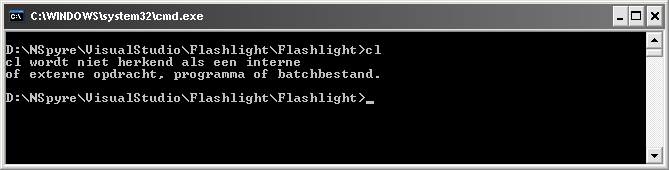 C:\WINDOWS\system32\cmd.exe
D:\NSpyre\VisualStudio\Flashlight\Flashlight>cl
cl wordt niet herkend als een interne
of externe opdracht, programma of batchbestand.
D:\NSpyre\VisualStudio\Flashlight\Flashlight>_